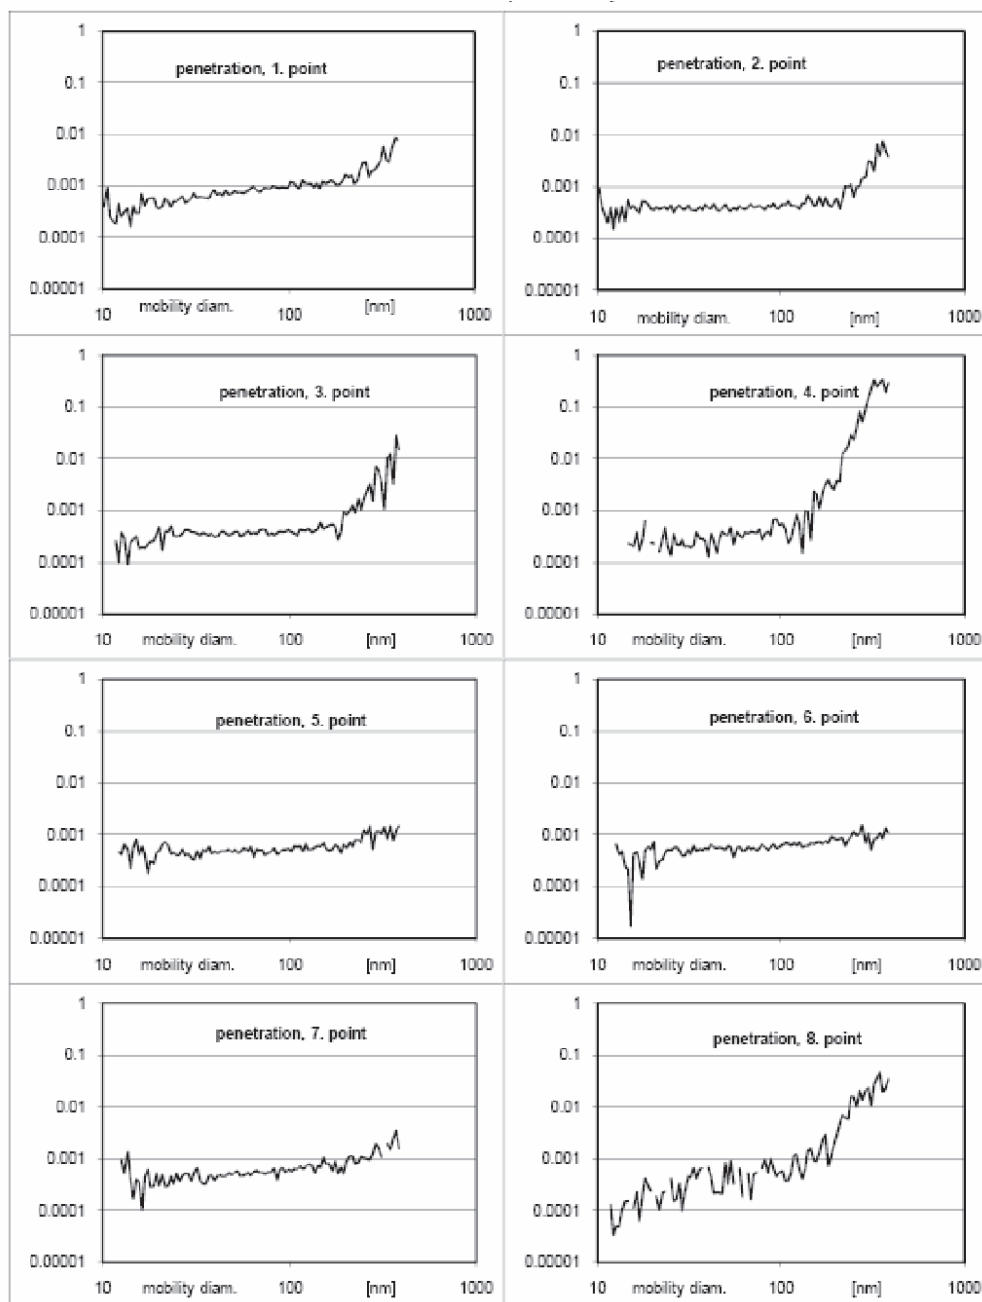 1 1
penetration, 1. point penetration, 2. point
0.1 0.1
0.01 0.01
0.001 0.001
0.0001 0.0001
0.00001 0.00001
mobility diam. [nm] mobility diam. [nm]
10 100 1000 10 100 1000
1 1
penetration, 3. point penetration, 4. point
0.1 0.1
0.01 0.01
0.001 0.001
0.0001 0.0001
0.00001 0.00001
10 mobility diam. 100 [nm] 1000 10 mobility diam. 100 [nm] 1000
1 1
penetration, 5. point penetration, 6. point
0.1 0.1
0.01 0.01
0.001 0.001
0.0001 0.0001
0.00001 0.00001
10 mobility diam. 100 [nm] 1000 10 mobility diam. 100 [nm] 1000
1 1
penetration, 7. point penetration, 8. point
0.1 0.1
0.01 0.01
0.001 0.001
0.0001 0.0001
0.00001 0.00001
10 mobility diam. 100 [nm] 1000 10 mobility diam. 100 [nm] 1000